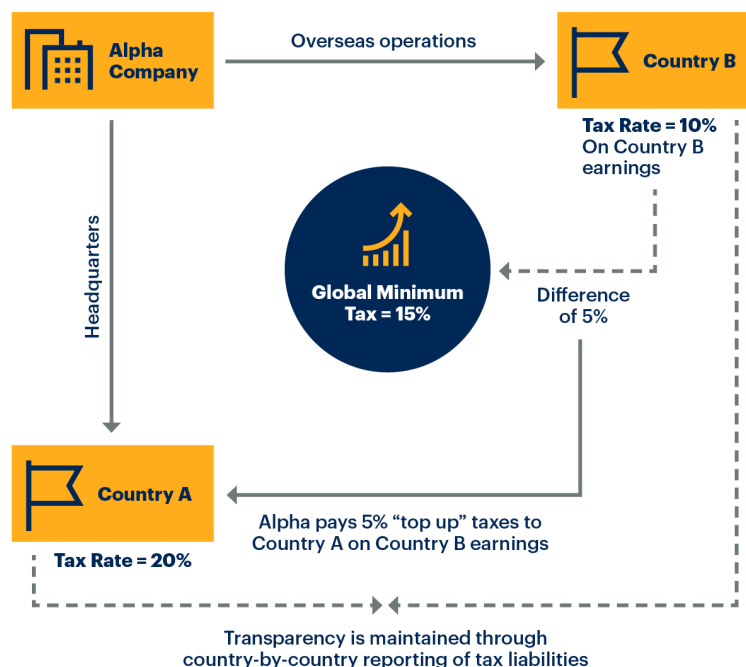 Alpha
Company
Overseas operations
Country B
Tax Rate = 10%
On Country B
earnings
Headquarters
Global Minimum
Tax = 15%
Difference
of 5%
Country A
Alpha pays 5% “top up” taxes to
Country A on Country B earnings
Tax Rate = 20%
Transparency is maintained through
country-by-country reporting of tax liabilities